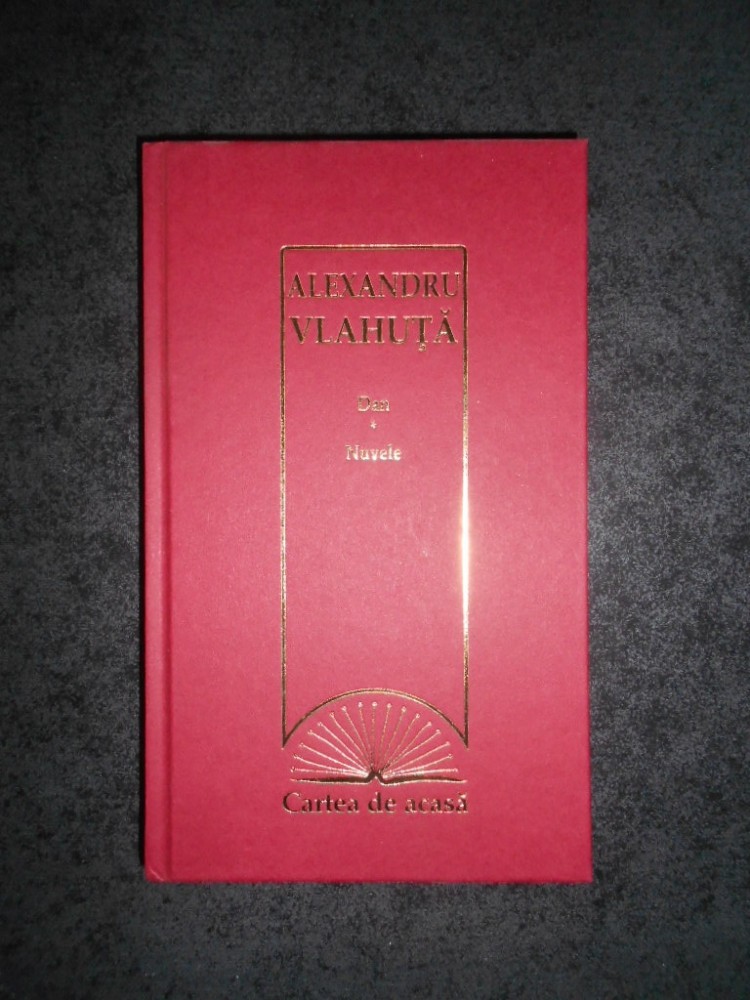 ALEXANDRU
VLAHUȚĂ
Dan
*
Nuvele
Cartea de acasă